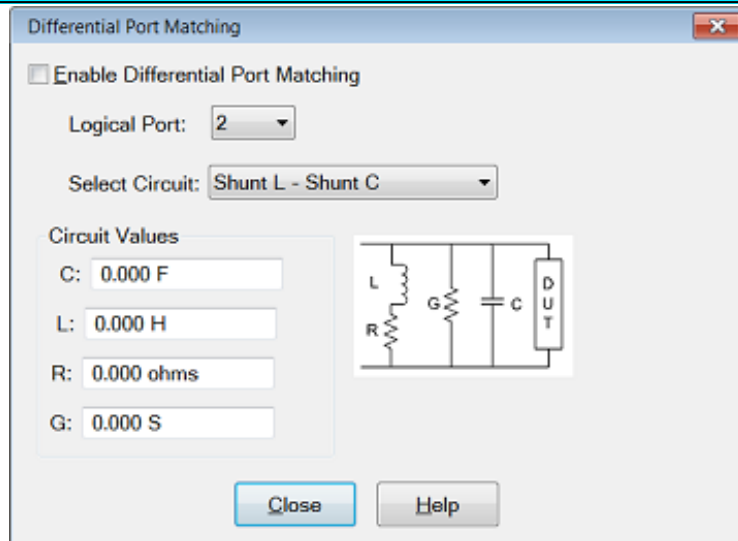 Differential Port Matching
Enable Differential Port Matching
Logical Port: 2
Select Circuit: Shunt L - Shunt C
Circuit Values
C: 0.000 F
L: 0.000 H
R: 0.000 ohms
G: 0.000 S
L
R
G
C
DUT
Close
Help